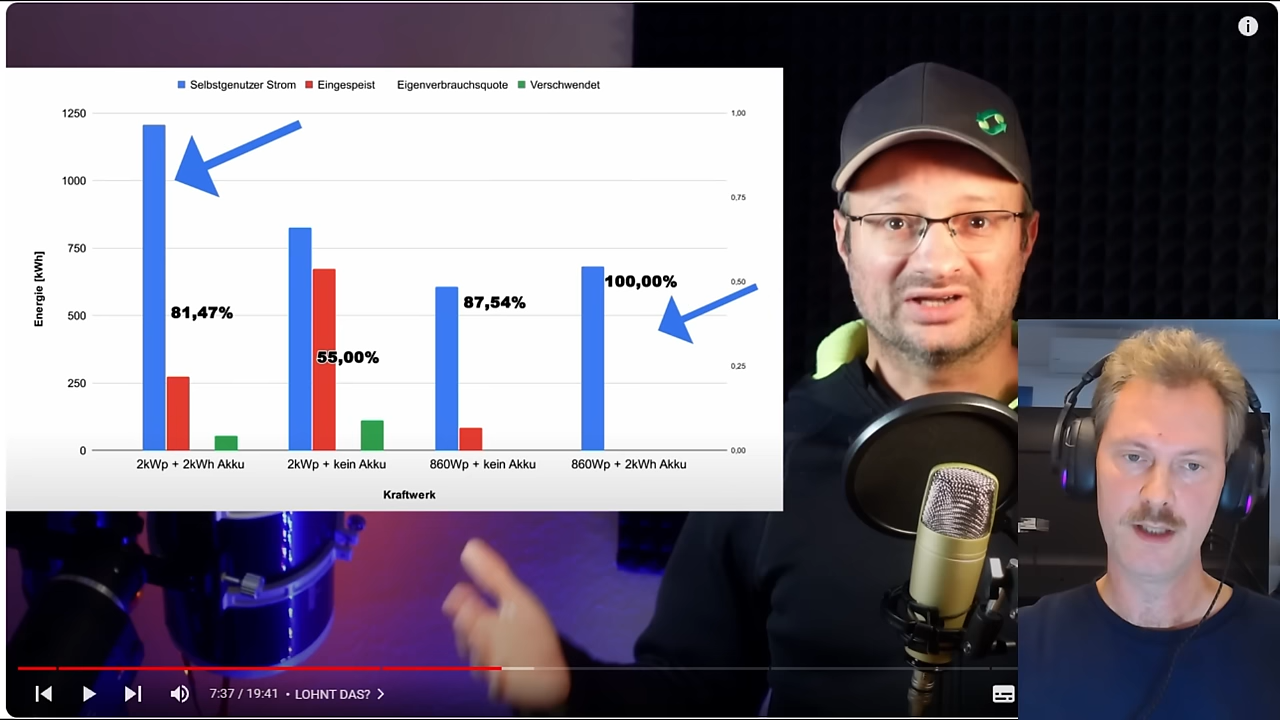 Selbstgenutzer Strom Eingespeist Eigenverbrauchsquote Verschwendet
1250
1000
750
500
250
0
1,00
0,75
0,50
0,25
0,00
Energie [kWh]
81,47%
55,00%
87,54%
100,00%
2kWp + 2kWh Akku
2kWp + kein Akku
860Wp + kein Akku
860Wp + 2kWh Akku
Kraftwerk
7:37 / 19:41 • LOHNT DAS? >